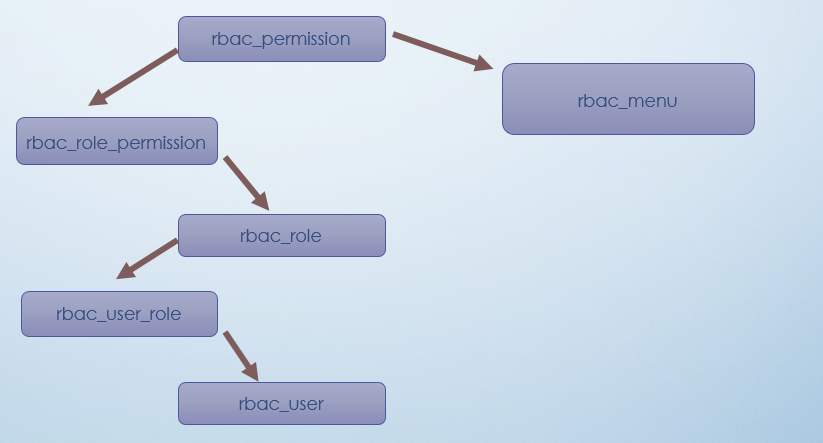 rbac_permission
rbac_menu
rbac_role_permission
rbac_role
rbac_user_role
rbac_user